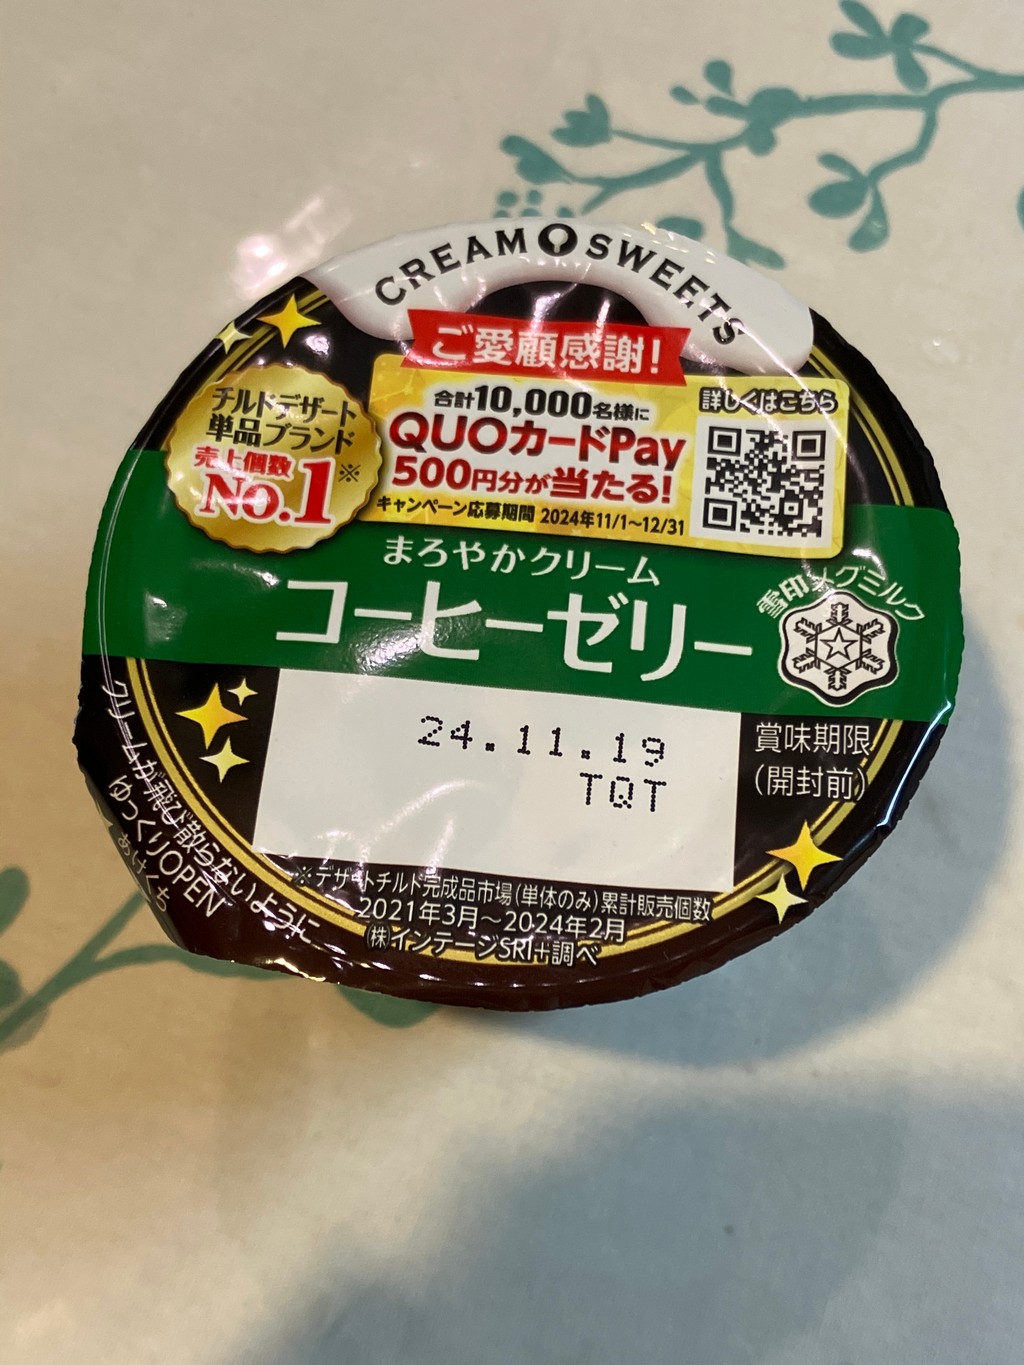 CREAM SWEETS
ご愛顧感謝!
チルドデザート
単品ブランド
売上個数
No.1※
合計10,000名様に
QUOカードPay
500円分が当たる!
キャンペーン応募期間 2024年11/1~12/31
詳しくはこちら
まろやかクリーム
コーヒーゼリー
雪印メグミルク
24.11.19
TQT
賞味期限
(開封前)
※デザートチルド完成品市場(単体のみ)累計販売個数
2021年3月~2024年2月
(株)インテージSRI+調べ
クリームが飛び散らないように
ゆっくりOPEN
あけくち